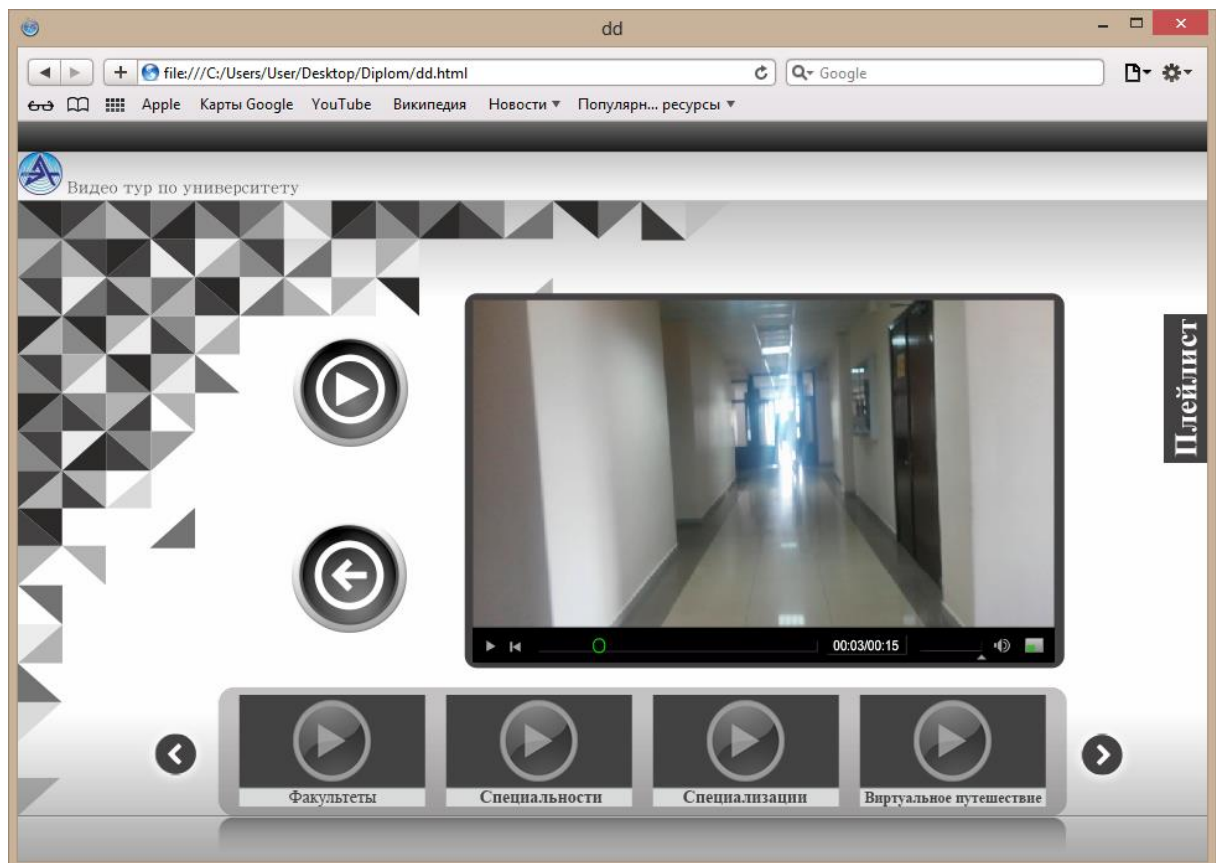 dd
file:///C:/Users/User/Desktop/Diplom/dd.html
Google
Apple Карты Google YouTube Википедия Новости Популярн... ресурсы
Видео тур по университету
Плейлист
00:03/00:15
Факультеты Специальности Специализации Виртуальное путешествие